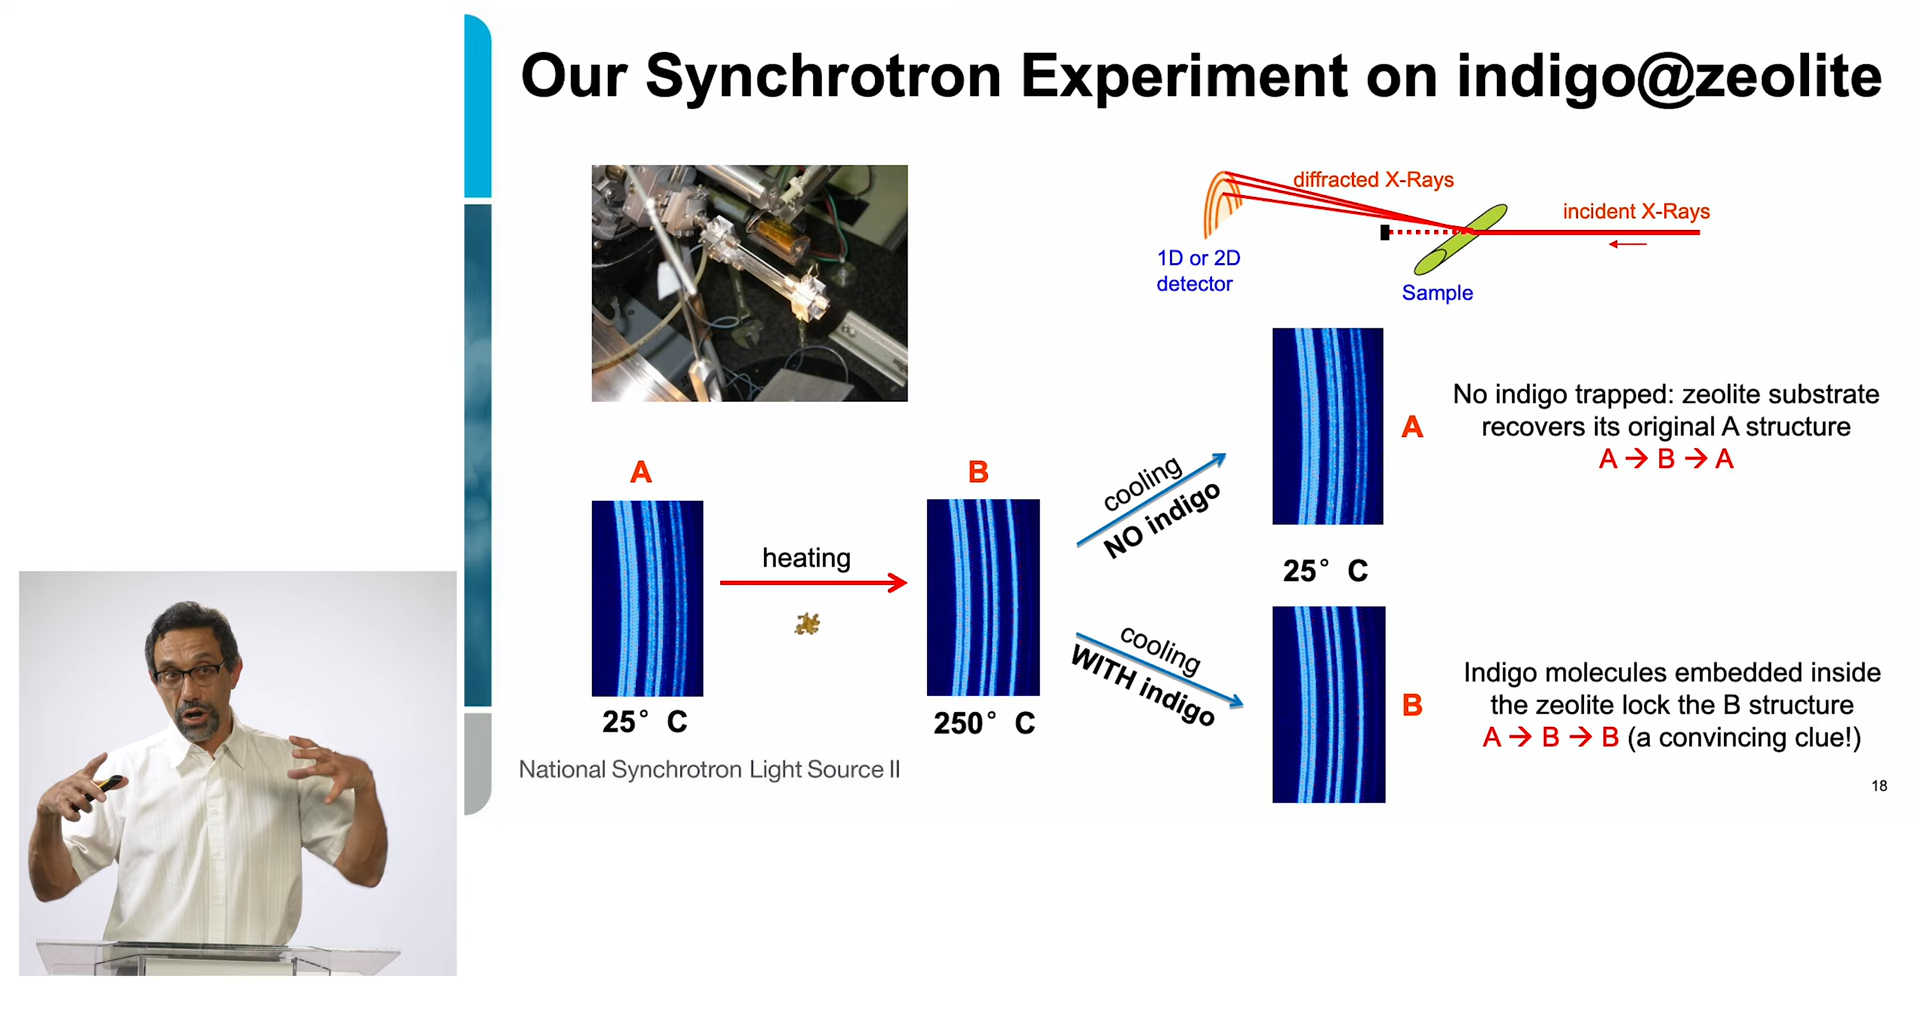 Our Synchrotron Experiment on indigo@zeolite
diffracted X-Rays
incident X-Rays
1D or 2D
detector
Sample
A
heating
B
25° C
250° C
cooling
NO indigo
A
No indigo trapped: zeolite substrate
recovers its original A structure
A → B → A
25° C
cooling
WITH indigo
B
Indigo molecules embedded inside
the zeolite lock the B structure
A → B → B (a convincing clue!)
National Synchrotron Light Source II
18